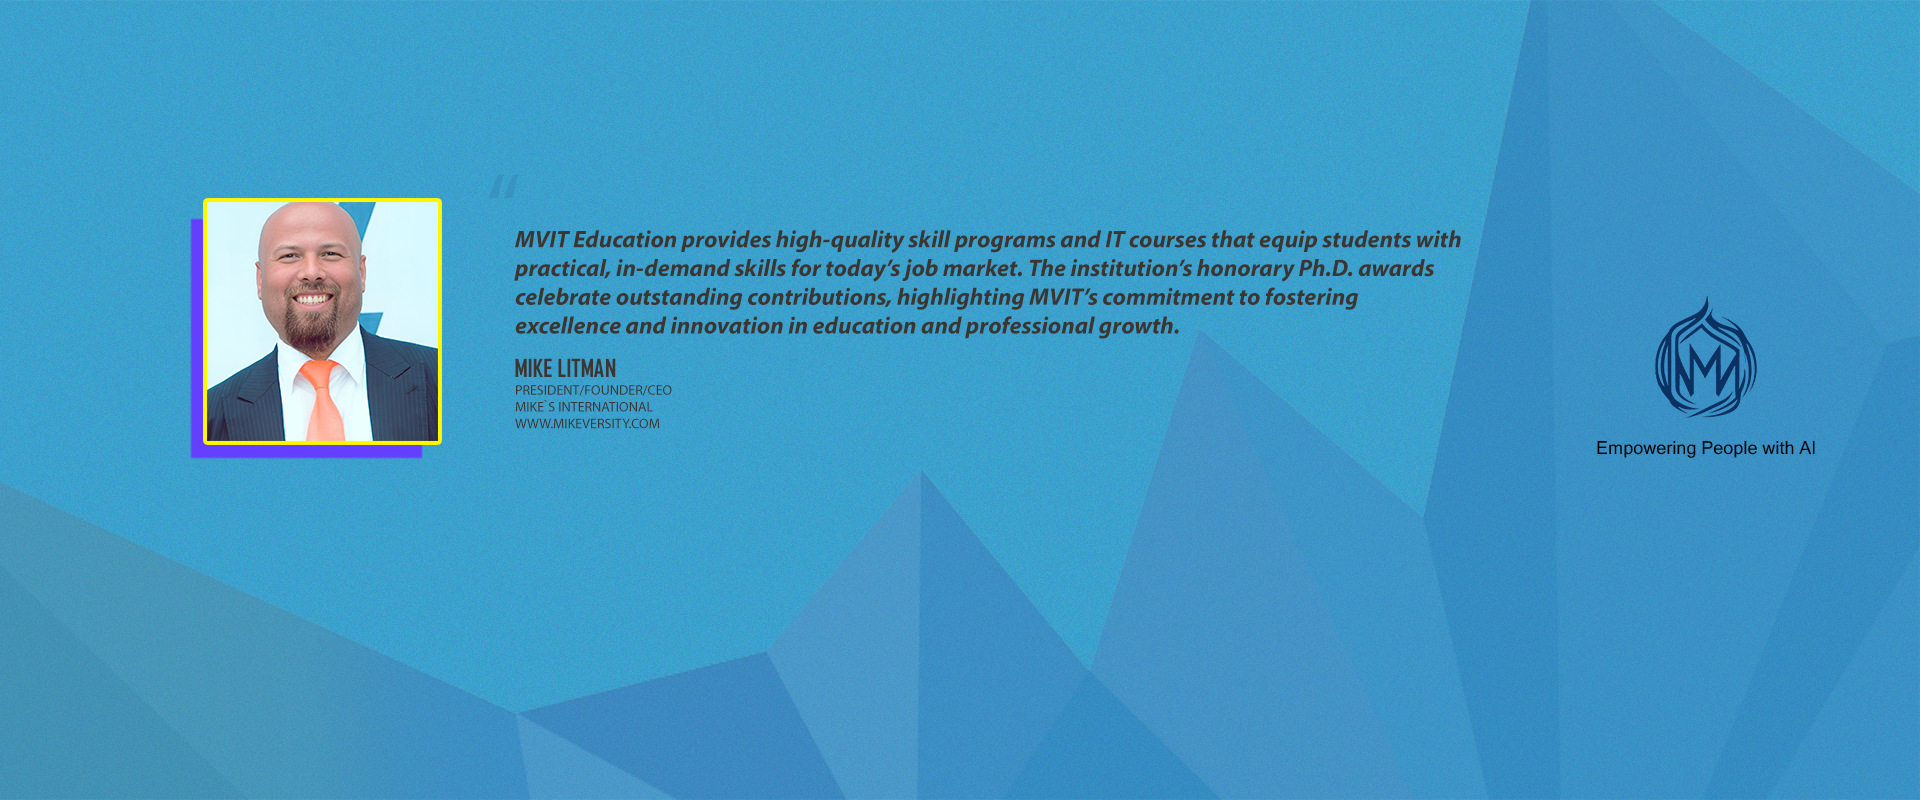 “
MVIT Education provides high-quality skill programs and IT courses that equip students with
practical, in-demand skills for today‘s job market. The institution’s honorary Ph.D. awards
celebrate outstanding contributions, highlighting MVIT’s commitment to fostering
excellence and innovation in education and professional growth.
MIKE LITMAN
PRESIDENT/FOUNDER/CEO
MIKE`S INTERNATIONAL
WWW.MIKEVERSITY.COM
M
Empowering People with AI